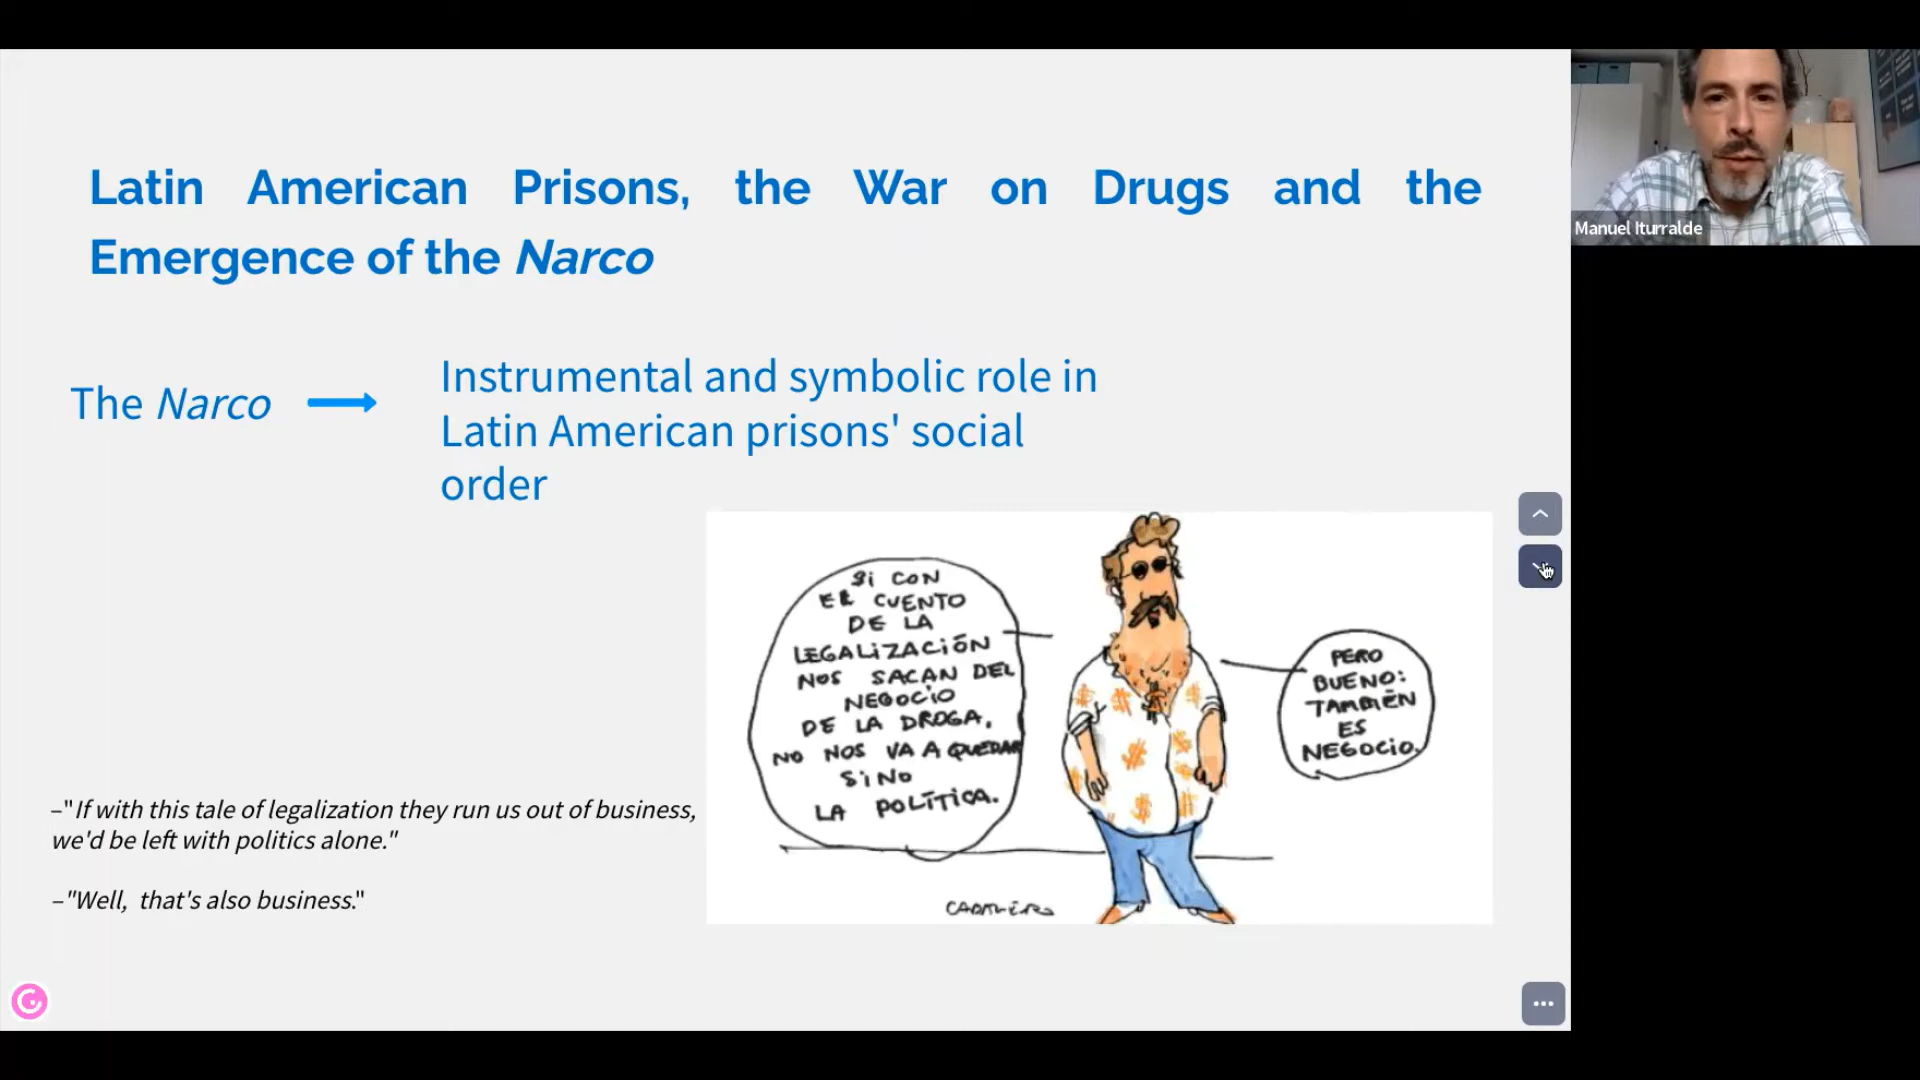 Latin American Prisons, the War on Drugs and the
Emergence of the Narco
Manuel Iturralde
The Narco
Instrumental and symbolic role in
Latin American prisons' social
order
SI CON
EL CUENTO
DE LA
LEGALIZACIÓN
NOS SACAN DEL
NEGOCIO
DE LA DROGA,
NO NOS VA A QUEDAR
SINO
LA POLÍTICA.
PERO
BUENO:
TAMBIÉN
ES
NEGOCIO.
CABALLERO
–"If with this tale of legalization they run us out of business,
we'd be left with politics alone."
–"Well, that's also business."